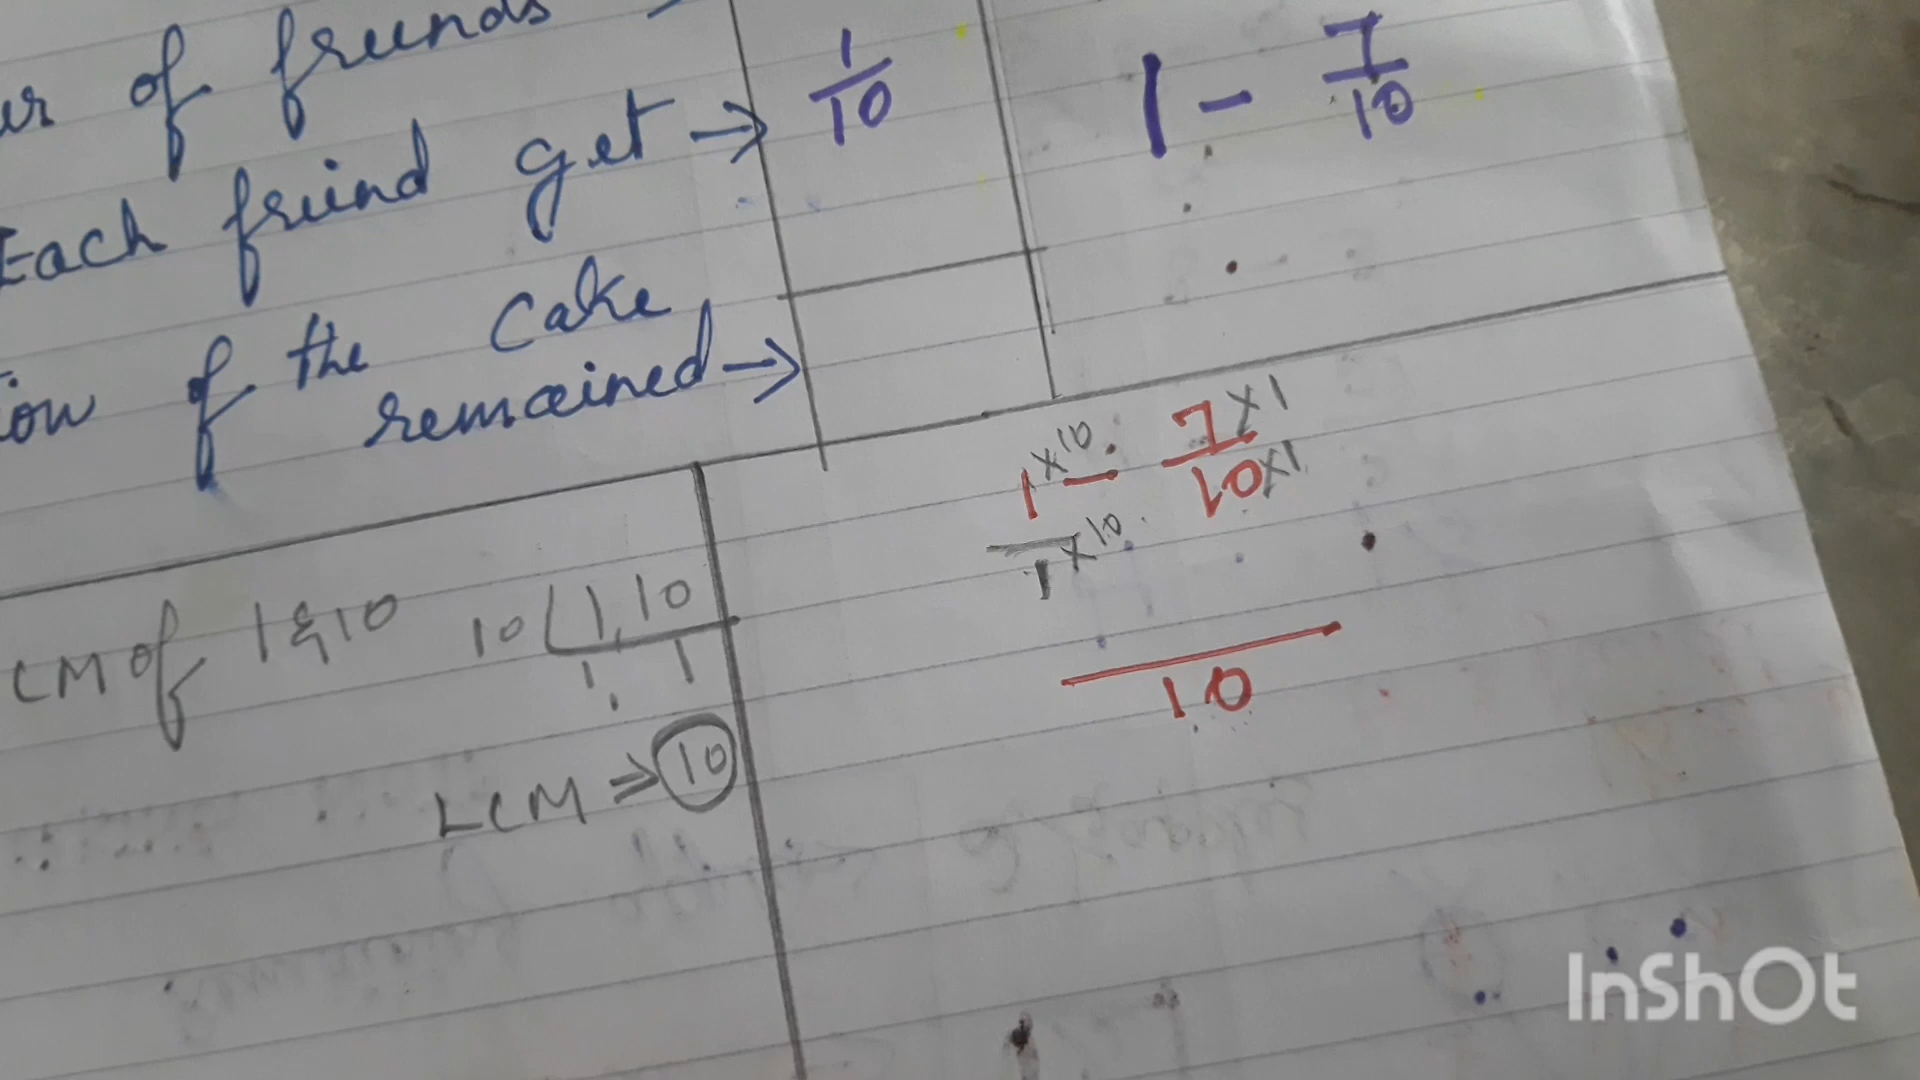 of friends
1/10
1 - 7/10
Each friend get →
of the cake
remained →
1×10/1×10 - 7×1/10×1
LCM of 1 & 10
10 | 1, 10
1, 1
10
LCM ⇒ 10
InShOt